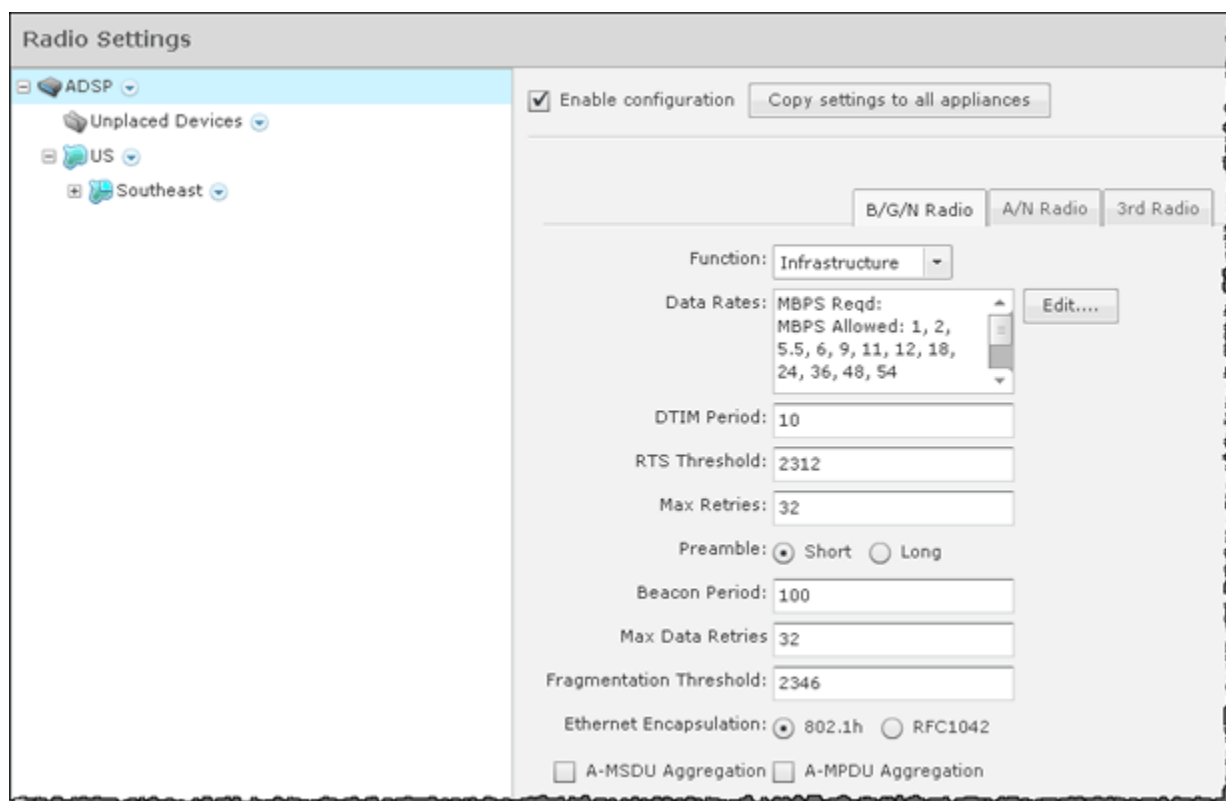 Radio Settings
ADSP
Unplaced Devices
US
Southeast
Enable configuration
Copy settings to all appliances
B/G/N Radio
A/N Radio
3rd Radio
Function: Infrastructure
Data Rates: MBPS Reqd:
MBPS Allowed: 1, 2,
5.5, 6, 9, 11, 12, 18,
24, 36, 48, 54
Edit....
DTIM Period: 10
RTS Threshold: 2312
Max Retries: 32
Preamble: Short Long
Beacon Period: 100
Max Data Retries 32
Fragmentation Threshold: 2346
Ethernet Encapsulation: 802.1h RFC1042
A-MSDU Aggregation A-MPDU Aggregation